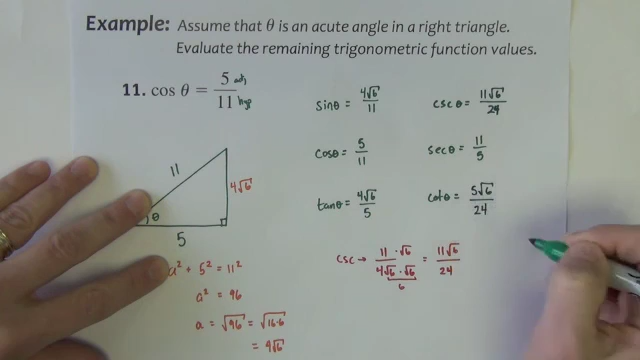 Example: Assume that θ is an acute angle in a right triangle.
Evaluate the remaining trigonometric function values.
11. cos θ = 5/11 adj hyp
11
θ
4√6
5
a² + 5² = 11²
a² = 96
a = √96 = √16·6
= 4√6
sinθ = 4√6/11
cscθ = 11√6/24
cosθ = 5/11
secθ = 11/5
tanθ = 4√6/5
cotθ = 5√6/24
csc → 11·√6/4√6·√6 = 11√6/24
6